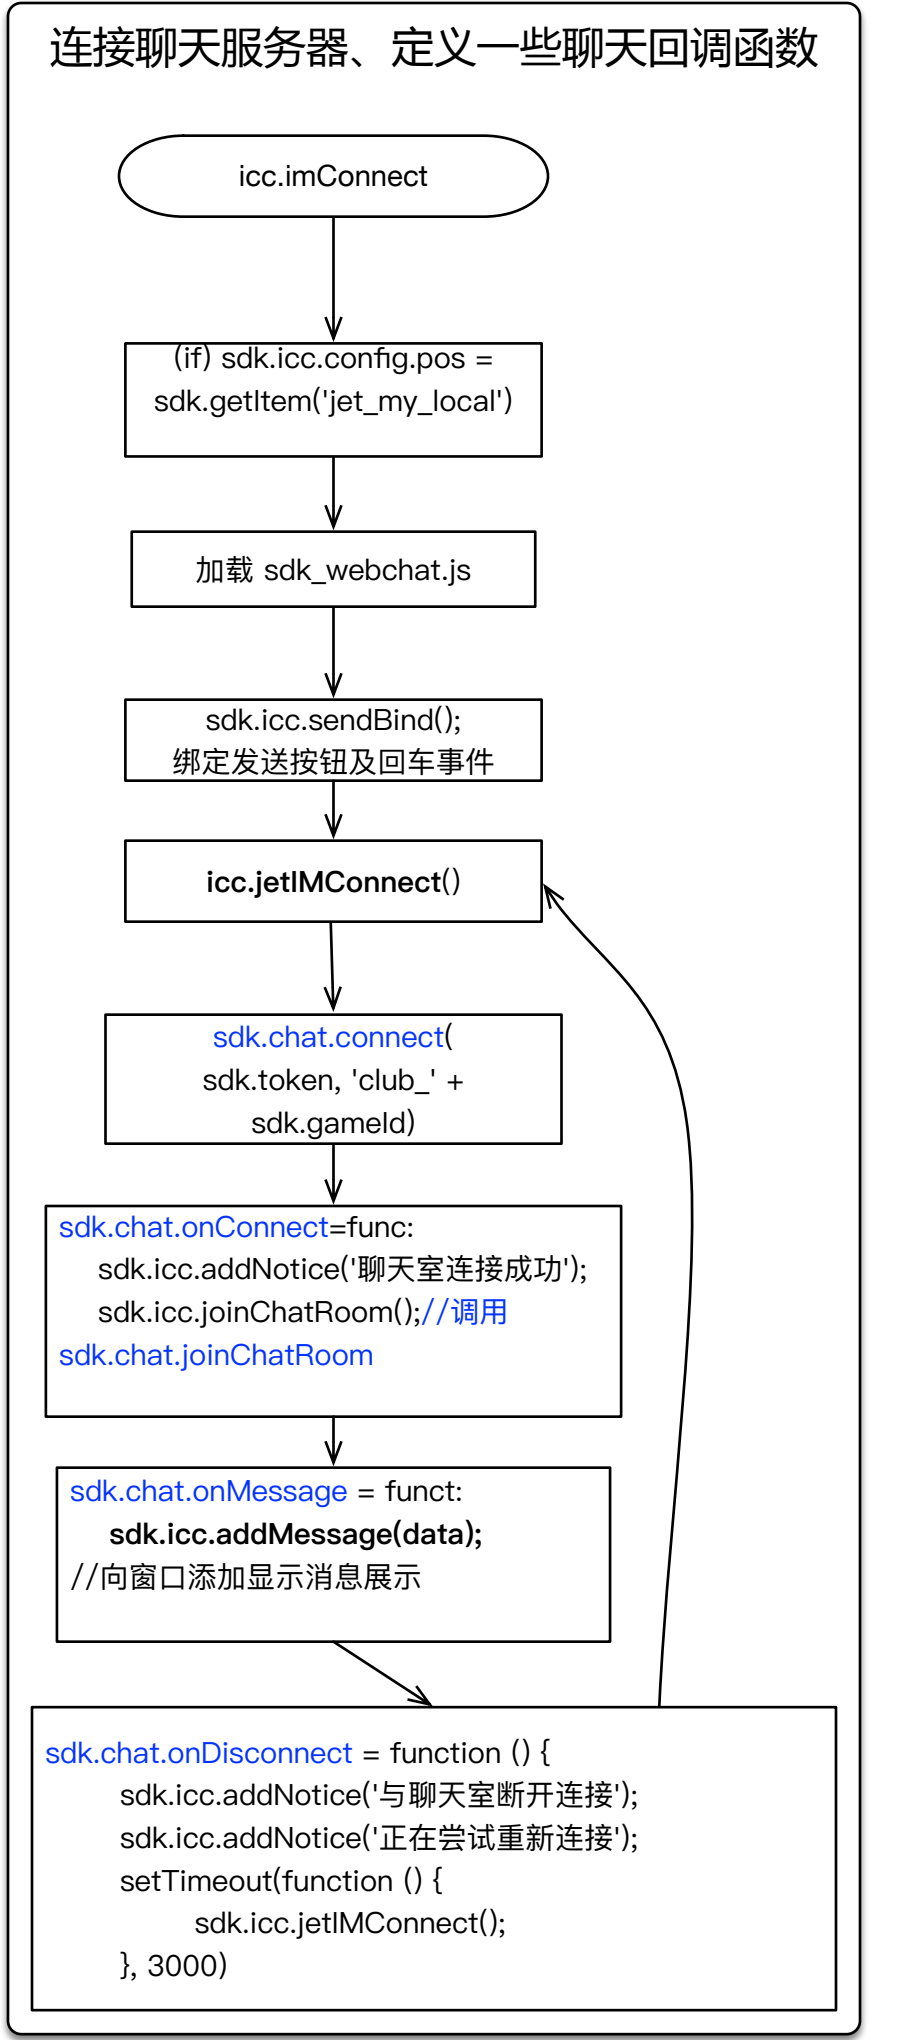 连接聊天服务器、定义一些聊天回调函数
icc.imConnect
(if) sdk.icc.config.pos =
sdk.getItem('jet_my_local')
加载 sdk_webchat.js
sdk.icc.sendBind();
绑定发送按钮及回车事件
icc.jetIMConnect()
sdk.chat.connect(
sdk.token, 'club_' +
sdk.gameId)
sdk.chat.onConnect=func:
sdk.icc.addNotice('聊天室连接成功');
sdk.icc.joinChatRoom();//调用
sdk.chat.joinChatRoom
sdk.chat.onMessage = funct:
sdk.icc.addMessage(data);
//向窗口添加显示消息展示
sdk.chat.onDisconnect = function () {
sdk.icc.addNotice('与聊天室断开连接');
sdk.icc.addNotice('正在尝试重新连接');
setTimeout(function () {
sdk.icc.jetIMConnect();
}, 3000)